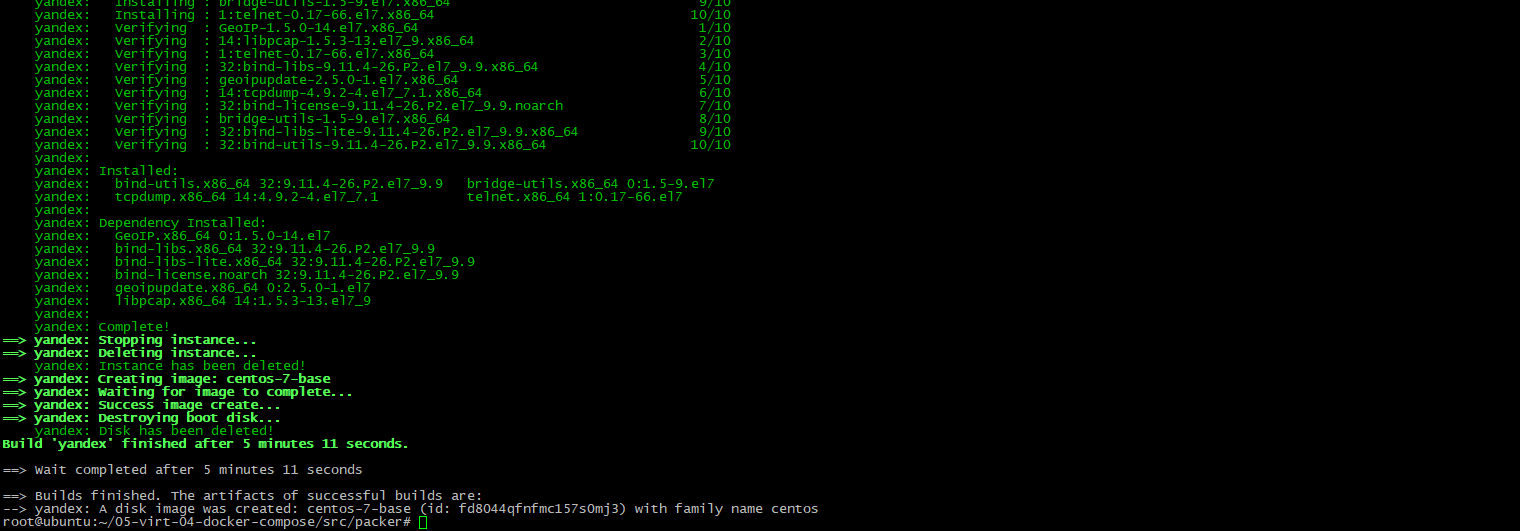 yandex:   Installing : bridge-utils-1.5-9.el7.x86_64                               9/10
yandex:   Installing : 1:telnet-0.17-66.el7.x86_64                                10/10
yandex:   Verifying  : GeoIP-1.5.0-14.el7.x86_64                                   1/10
yandex:   Verifying  : 14:libpcap-1.5.3-13.el7_9.x86_64                            2/10
yandex:   Verifying  : 1:telnet-0.17-66.el7.x86_64                                 3/10
yandex:   Verifying  : 32:bind-libs-9.11.4-26.P2.el7_9.9.x86_64                    4/10
yandex:   Verifying  : geoipupdate-2.5.0-1.el7.x86_64                              5/10
yandex:   Verifying  : 14:tcpdump-4.9.2-4.el7_7.1.x86_64                           6/10
yandex:   Verifying  : 32:bind-license-9.11.4-26.P2.el7_9.9.noarch                 7/10
yandex:   Verifying  : bridge-utils-1.5-9.el7.x86_64                               8/10
yandex:   Verifying  : 32:bind-libs-lite-9.11.4-26.P2.el7_9.9.x86_64               9/10
yandex:   Verifying  : 32:bind-utils-9.11.4-26.P2.el7_9.9.x86_64                  10/10
yandex:
yandex: Installed:
yandex:   bind-utils.x86_64 32:9.11.4-26.P2.el7_9.9   bridge-utils.x86_64 0:1.5-9.el7
yandex:   tcpdump.x86_64 14:4.9.2-4.el7_7.1           telnet.x86_64 1:0.17-66.el7
yandex:
yandex: Dependency Installed:
yandex:   GeoIP.x86_64 0:1.5.0-14.el7
yandex:   bind-libs.x86_64 32:9.11.4-26.P2.el7_9.9
yandex:   bind-libs-lite.x86_64 32:9.11.4-26.P2.el7_9.9
yandex:   bind-license.noarch 32:9.11.4-26.P2.el7_9.9
yandex:   geoipupdate.x86_64 0:2.5.0-1.el7
yandex:   libpcap.x86_64 14:1.5.3-13.el7_9
yandex:
yandex: Complete!
==> yandex: Stopping instance...
==> yandex: Deleting instance...
yandex: Instance has been deleted!
==> yandex: Creating image: centos-7-base
==> yandex: Waiting for image to complete...
==> yandex: Success image create...
==> yandex: Destroying boot disk...
yandex: Disk has been deleted!
Build 'yandex' finished after 5 minutes 11 seconds.
==> Wait completed after 5 minutes 11 seconds
==> Builds finished. The artifacts of successful builds are:
--> yandex: A disk image was created: centos-7-base (id: fd8044qfnfmc157s0mj3) with family name centos
root@ubuntu:~/05-virt-04-docker-compose/src/packer#